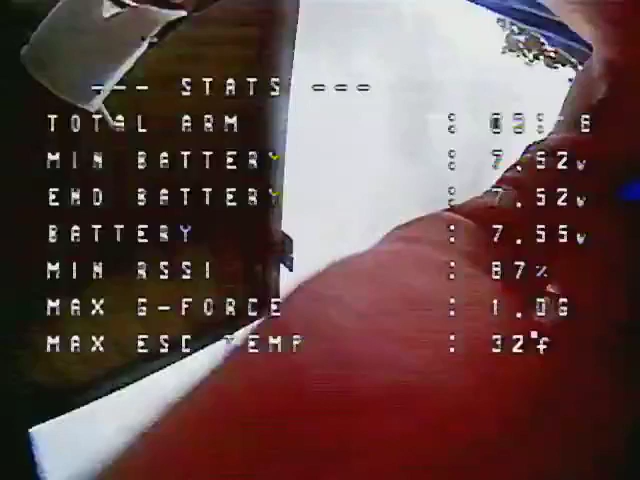 --- STATS ---
TOTAL ARM :
MIN BATTERY : 7.52v
END BATTERY : 7.52v
BATTERY : 7.55v
MIN RSSI : 87%
MAX G-FORCE : 1.0G
MAX ESC TEMP : 32°F